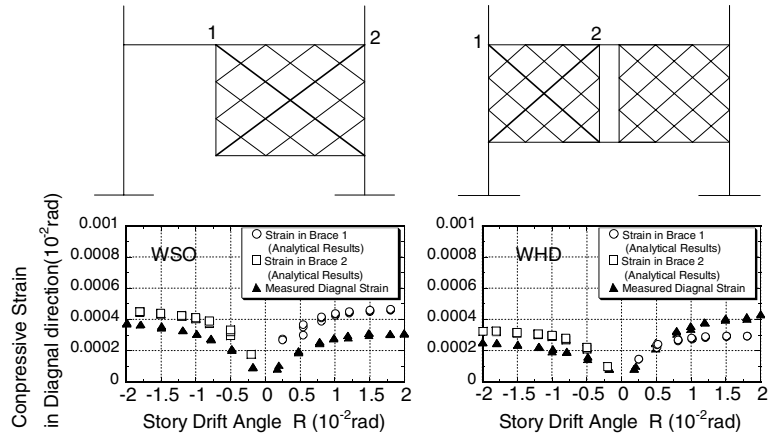 1
2
1
2
Conpressive Strain
in Diagnal direction(10-2rad)
0.001
0.0008
0.0006
0.0004
0.0002
0
WSO
Strain in Brace 1
(Analytical Results)
Strain in Brace 2
(Analytical Results)
Measured Diagnal Strain
-2 -1.5 -1 -0.5 0 0.5 1 1.5 2
Story Drift Angle R (10-2rad)
0.001
0.0008
0.0006
0.0004
0.0002
0
WHD
Strain in Brace 1
(Analytical Results)
Strain in Brace 2
(Analytical Results)
Measured Diagnal Strain
-2 -1.5 -1 -0.5 0 0.5 1 1.5 2
Story Drift Angle R (10-2rad)